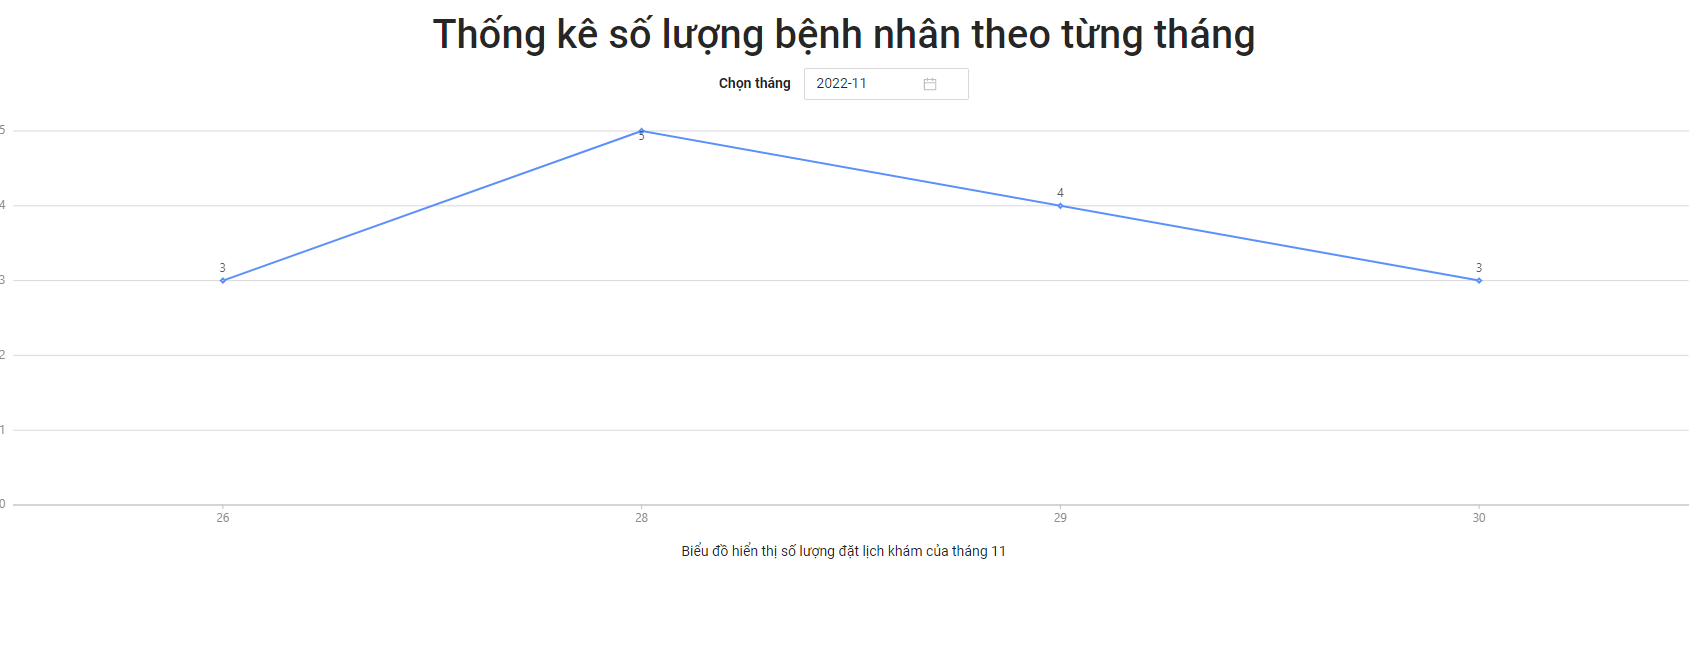 Thống kê số lượng bệnh nhân theo từng tháng
Chọn tháng 2022-11
5
5
4
4
3
3
3
2
1
0
26 28 29 30
Biểu đồ hiển thị số lượng đặt lịch khám của tháng 11